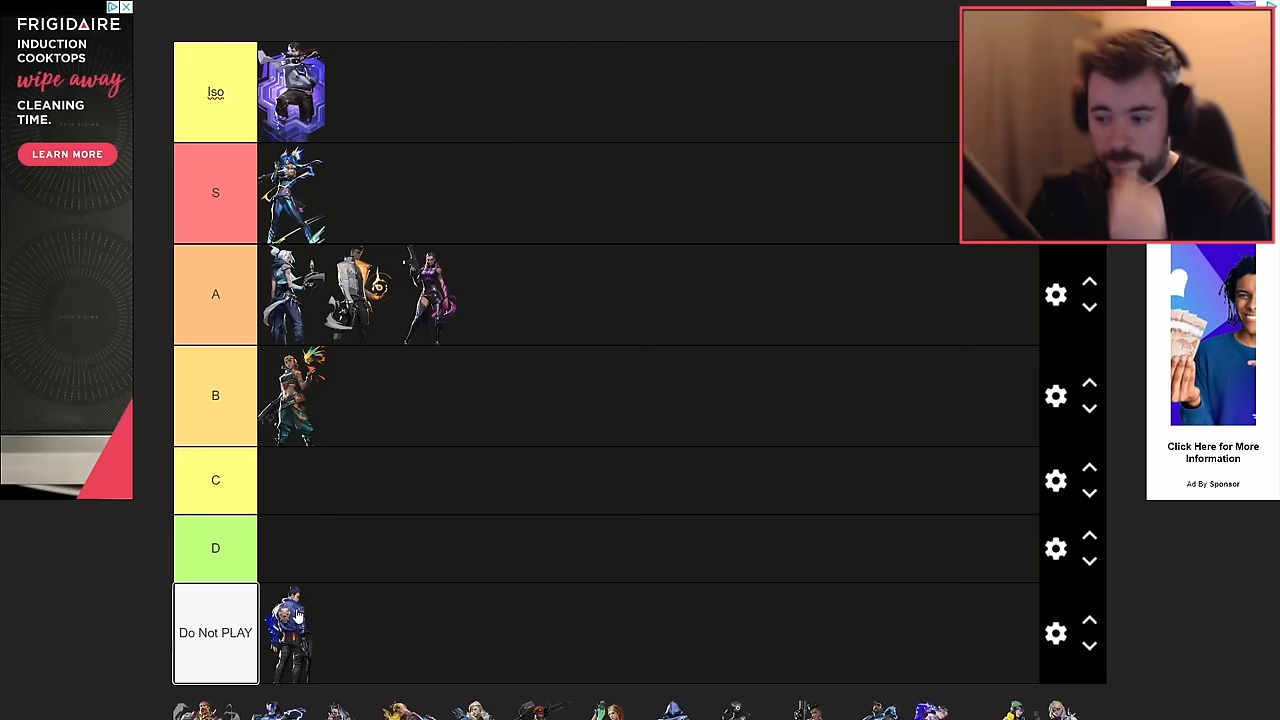 FRIGIDAIRE
INDUCTION
COOKTOPS
wipe away
CLEANING
TIME.
LEARN MORE
Iso
S
A
B
C
D
Do Not PLAY
Click Here for More
Information
Ad By Sponsor